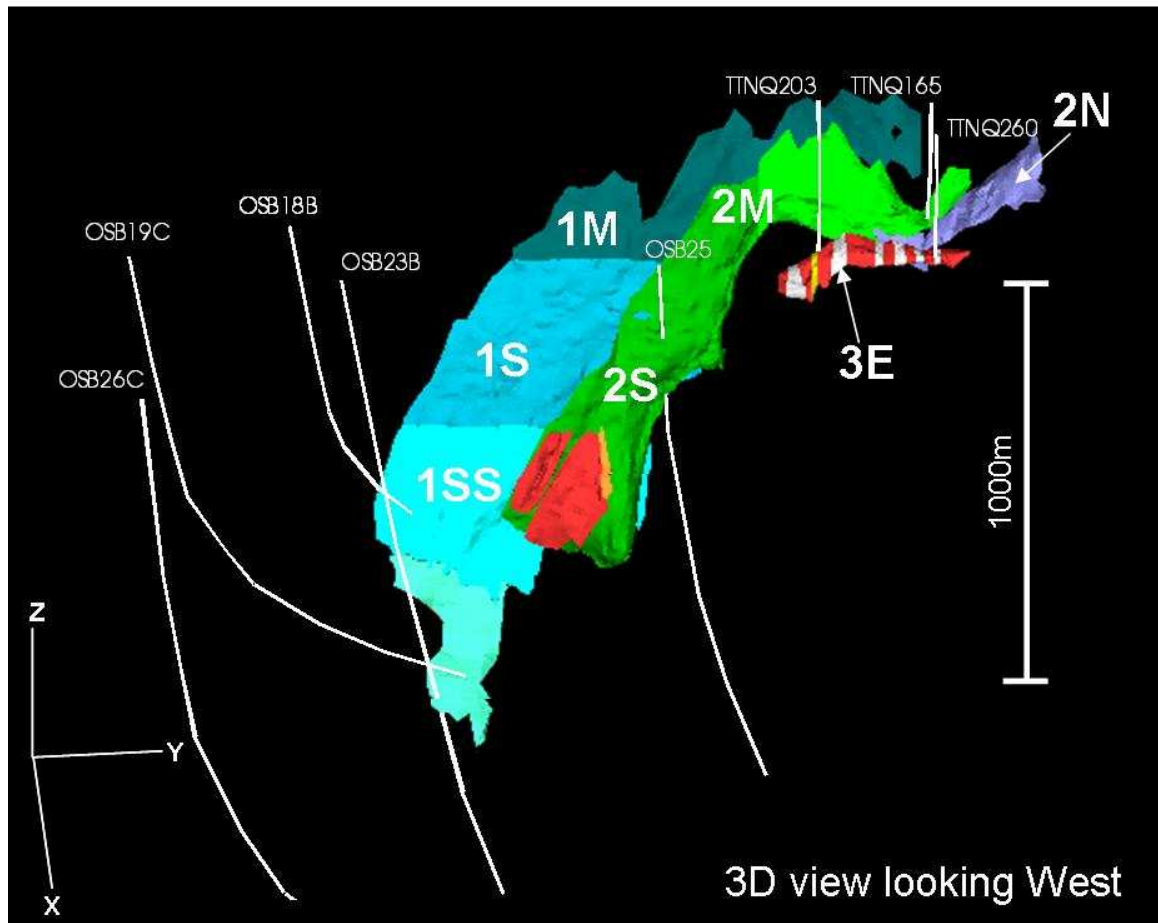 TTNQ203
TTNQ165
2N
TTNQ260
OSB18B
2M
OSB19C
1M
OSB25
OSB23B
1S
3E
OSB26C
2S
1SS
1000m
Z
Y
X
3D view looking West